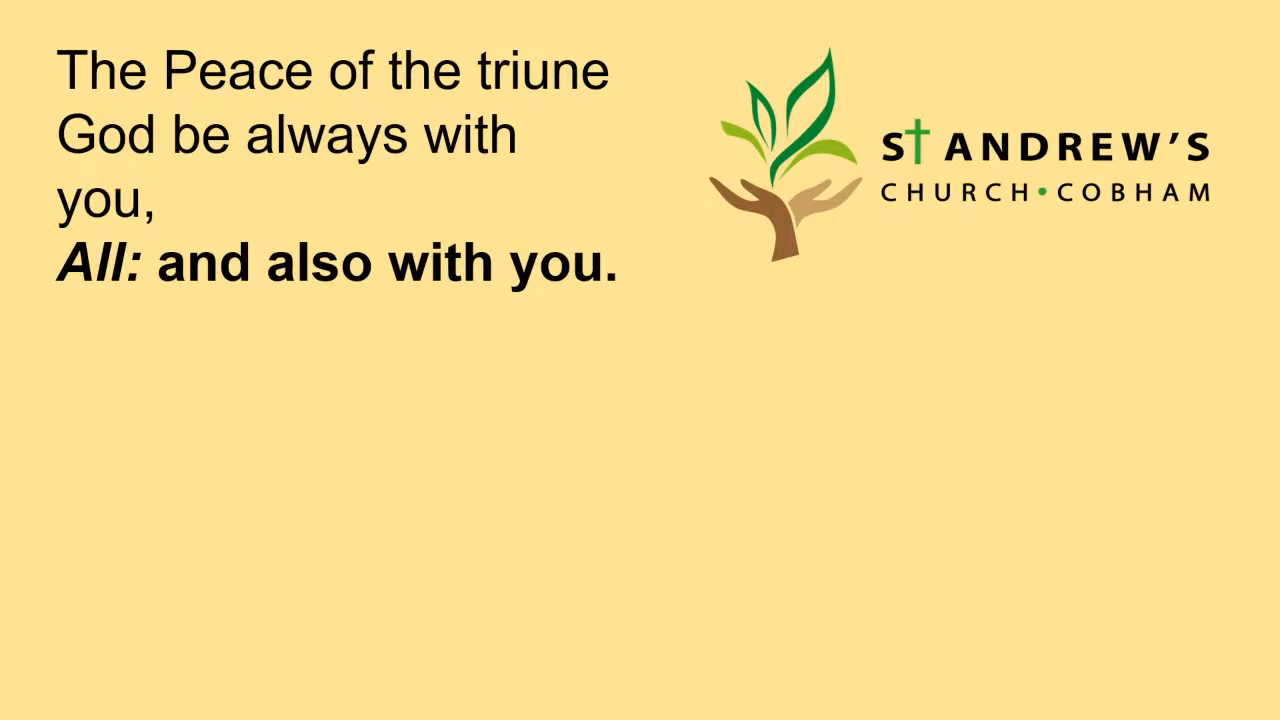 The Peace of the triune
God be always with
you,
All: and also with you.
St ANDREW'S
CHURCH•COBHAM